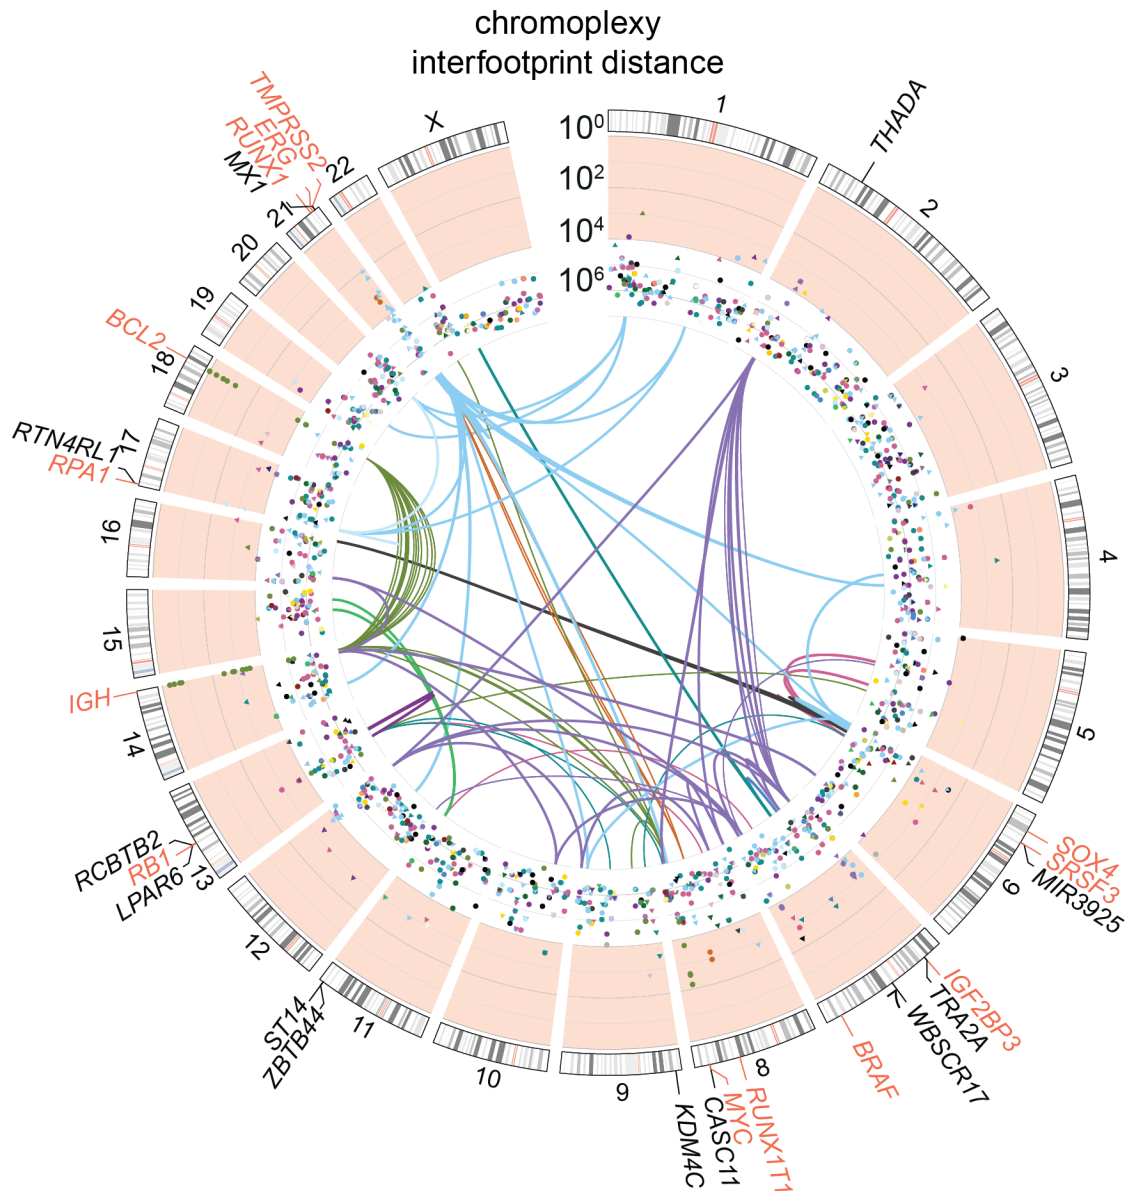 chromoplexy
interfootprint distance
10⁰
10²
10⁴
10⁶
1
THADA
2
3
4
5
SOX4
SRSF3
MIR3925
6
IGF2BP3
TRA2A
WBSCR17
7
BRAF
8
RUNX1T1
MYC
CASC11
KDM4C
9
10
11
ST14
ZBTB44
12
13
RCBTB2
RB1
LPAR6
14
IGH
15
16
17
RTN4RL1
RPA1
18
BCL2
19
20
21
TMPRSS2
ERG
RUNX1
MX1
22
X